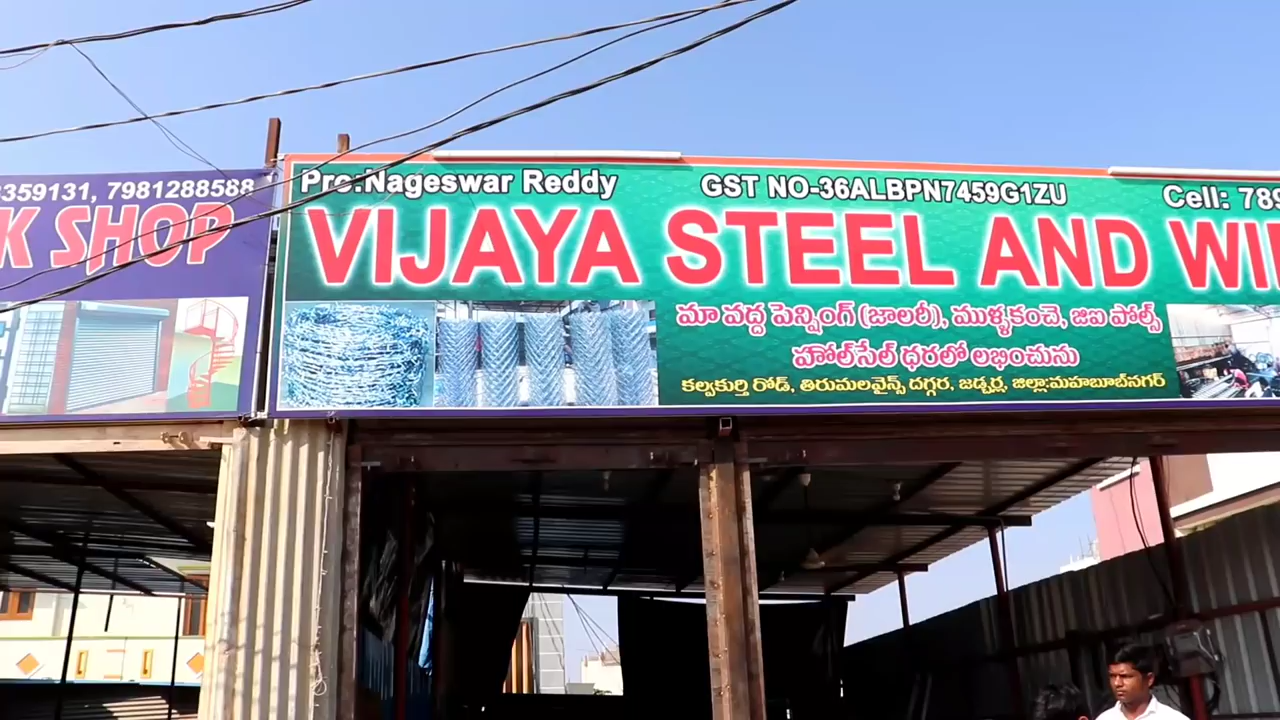 359131, 7981288588
K SHOP
Pro:Nageswar Reddy
GST NO-36ALBPN7459G1ZU
Cell: 789
VIJAYA STEEL AND WI
మా వద్ద పెన్షింగ్ (జాలరీ), ముళ్ళకంచె, జిఐ పోల్స్
హోల్‌సేల్ ధరలో లభించును
కల్వకుర్తి రోడ్, తిరుమలవైన్స్ దగ్గర, జడ్చర్ల, జిల్లా:మహబూబ్‌నగర్